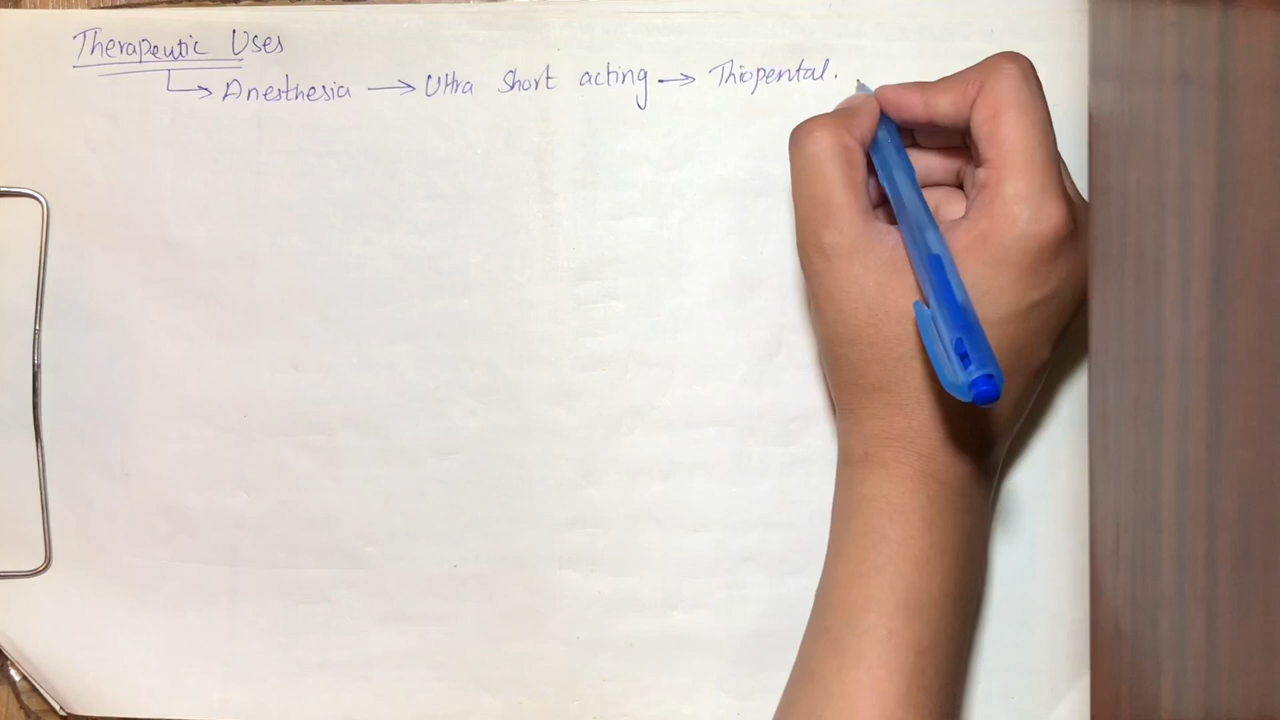 Therapeutic Uses
→ Anesthesia → Ultra Short acting → Thiopental.